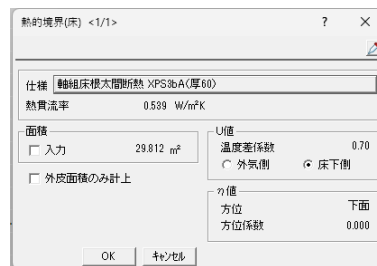 熱的境界(床) <1/1>
?
×
仕様 軸組床根太間断熱 XPS3bA(厚60)
熱貫流率 0.539 W/m²K
面積
入力 29.812 m²
外皮面積のみ計上
U値
温度差係数 0.70
外気側 床下側
η値
方位 下面
方位係数 0.000
OK キャンセル